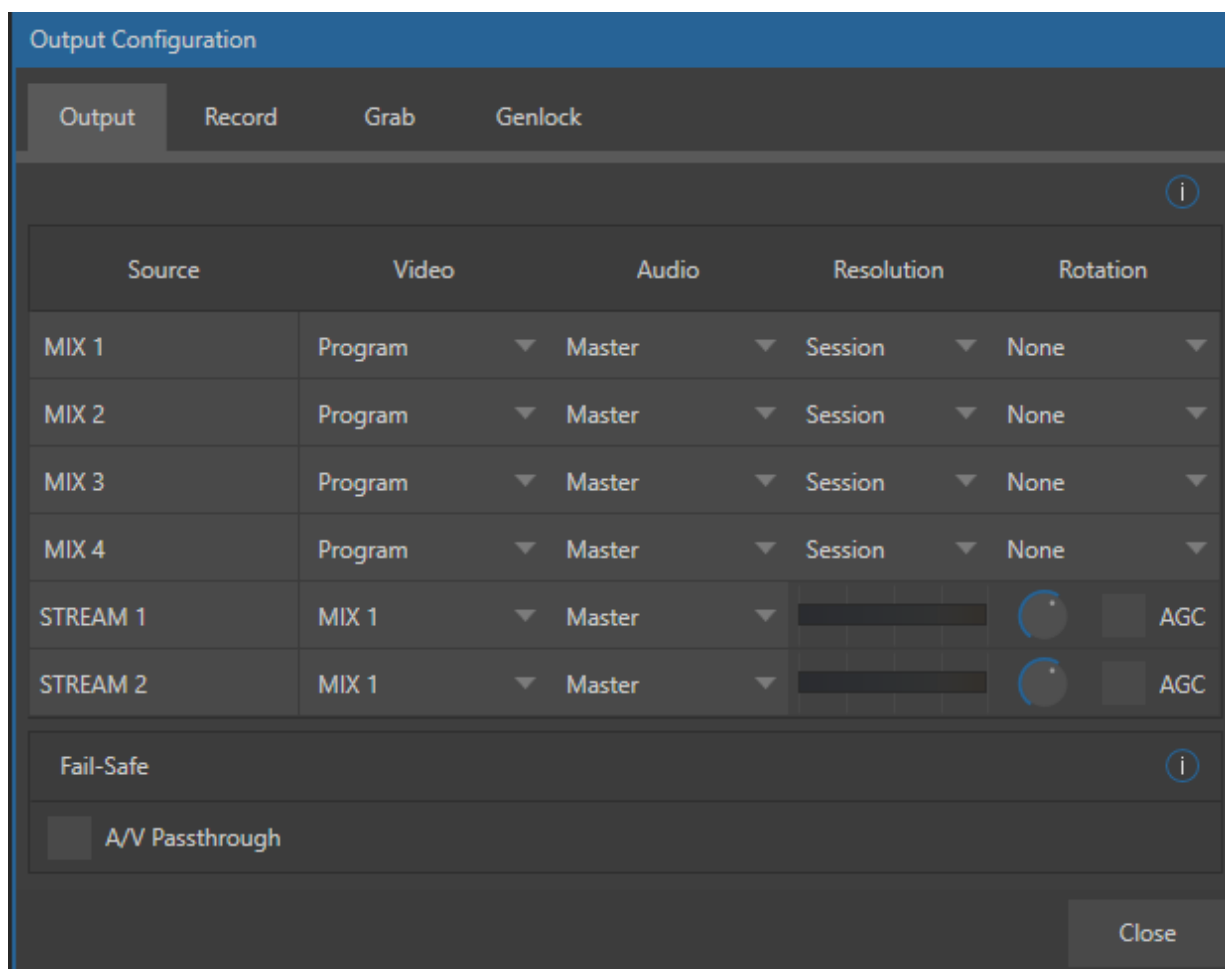 Output Configuration
Output Record Grab Genlock
i
Source Video Audio Resolution Rotation
MIX 1 Program Master Session None
MIX 2 Program Master Session None
MIX 3 Program Master Session None
MIX 4 Program Master Session None
STREAM 1 MIX 1 Master AGC
STREAM 2 MIX 1 Master AGC
Fail-Safe i
A/V Passthrough
Close